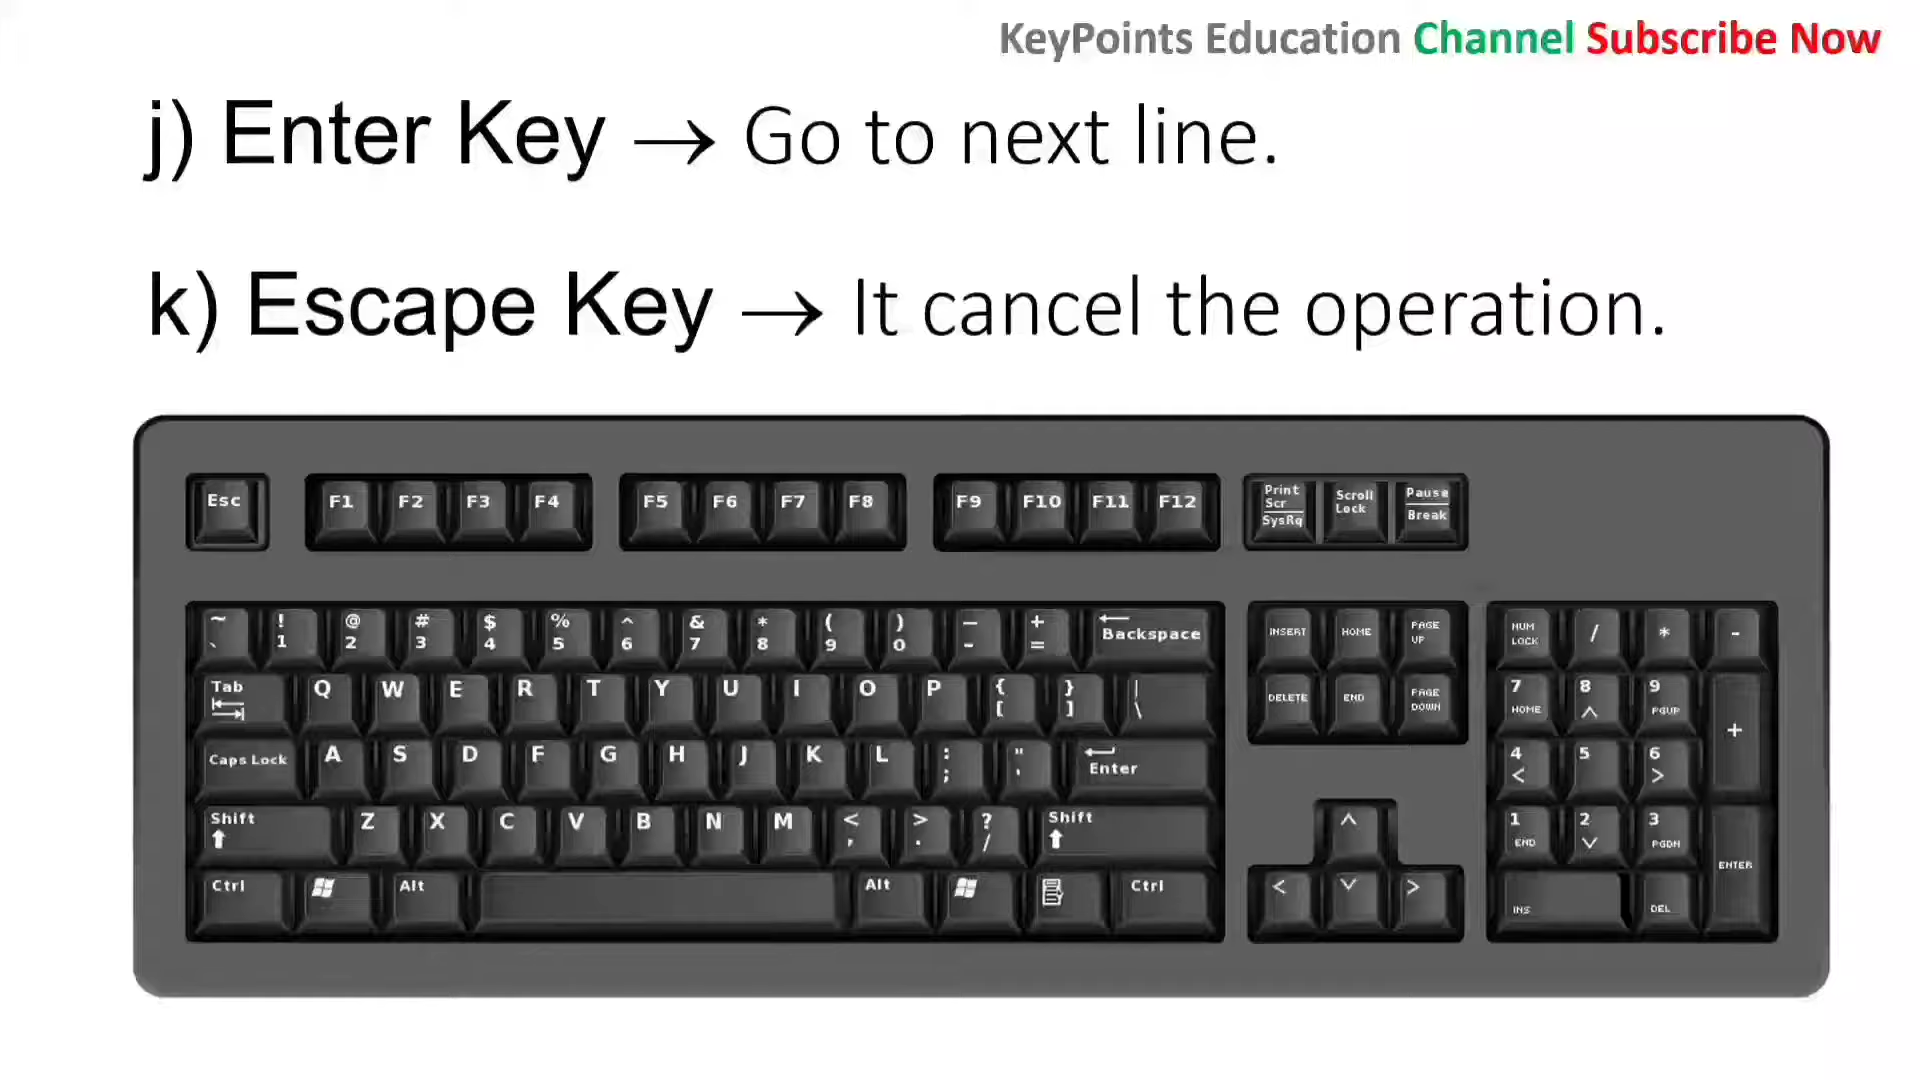 KeyPoints Education Channel Subscribe Now
j) Enter Key → Go to next line.
k) Escape Key → It cancel the operation.
Esc F1 F2 F3 F4 F5 F6 F7 F8 F9 F10 F11 F12 Print Scr SysRq Scroll Lock Pause Break
~ ` ! 1 @ 2 # 3 $ 4 % 5 ^ 6 & 7 * 8 ( 9 ) 0 _ - + = Backspace INSERT HOME PAGE UP NUM LOCK / * -
Tab Q W E R T Y U I O P { [ } ] | \ DELETE END PAGE DOWN 7 HOME 8 ^ 9 PGUP +
Caps Lock A S D F G H J K L : ; " ' Enter 4 < 5 6 >
Shift Z X C V B N M < , > . ? / Shift ^ 1 END 2 v 3 PGDN ENTER
Ctrl Alt Alt Ctrl < v > INS DEL